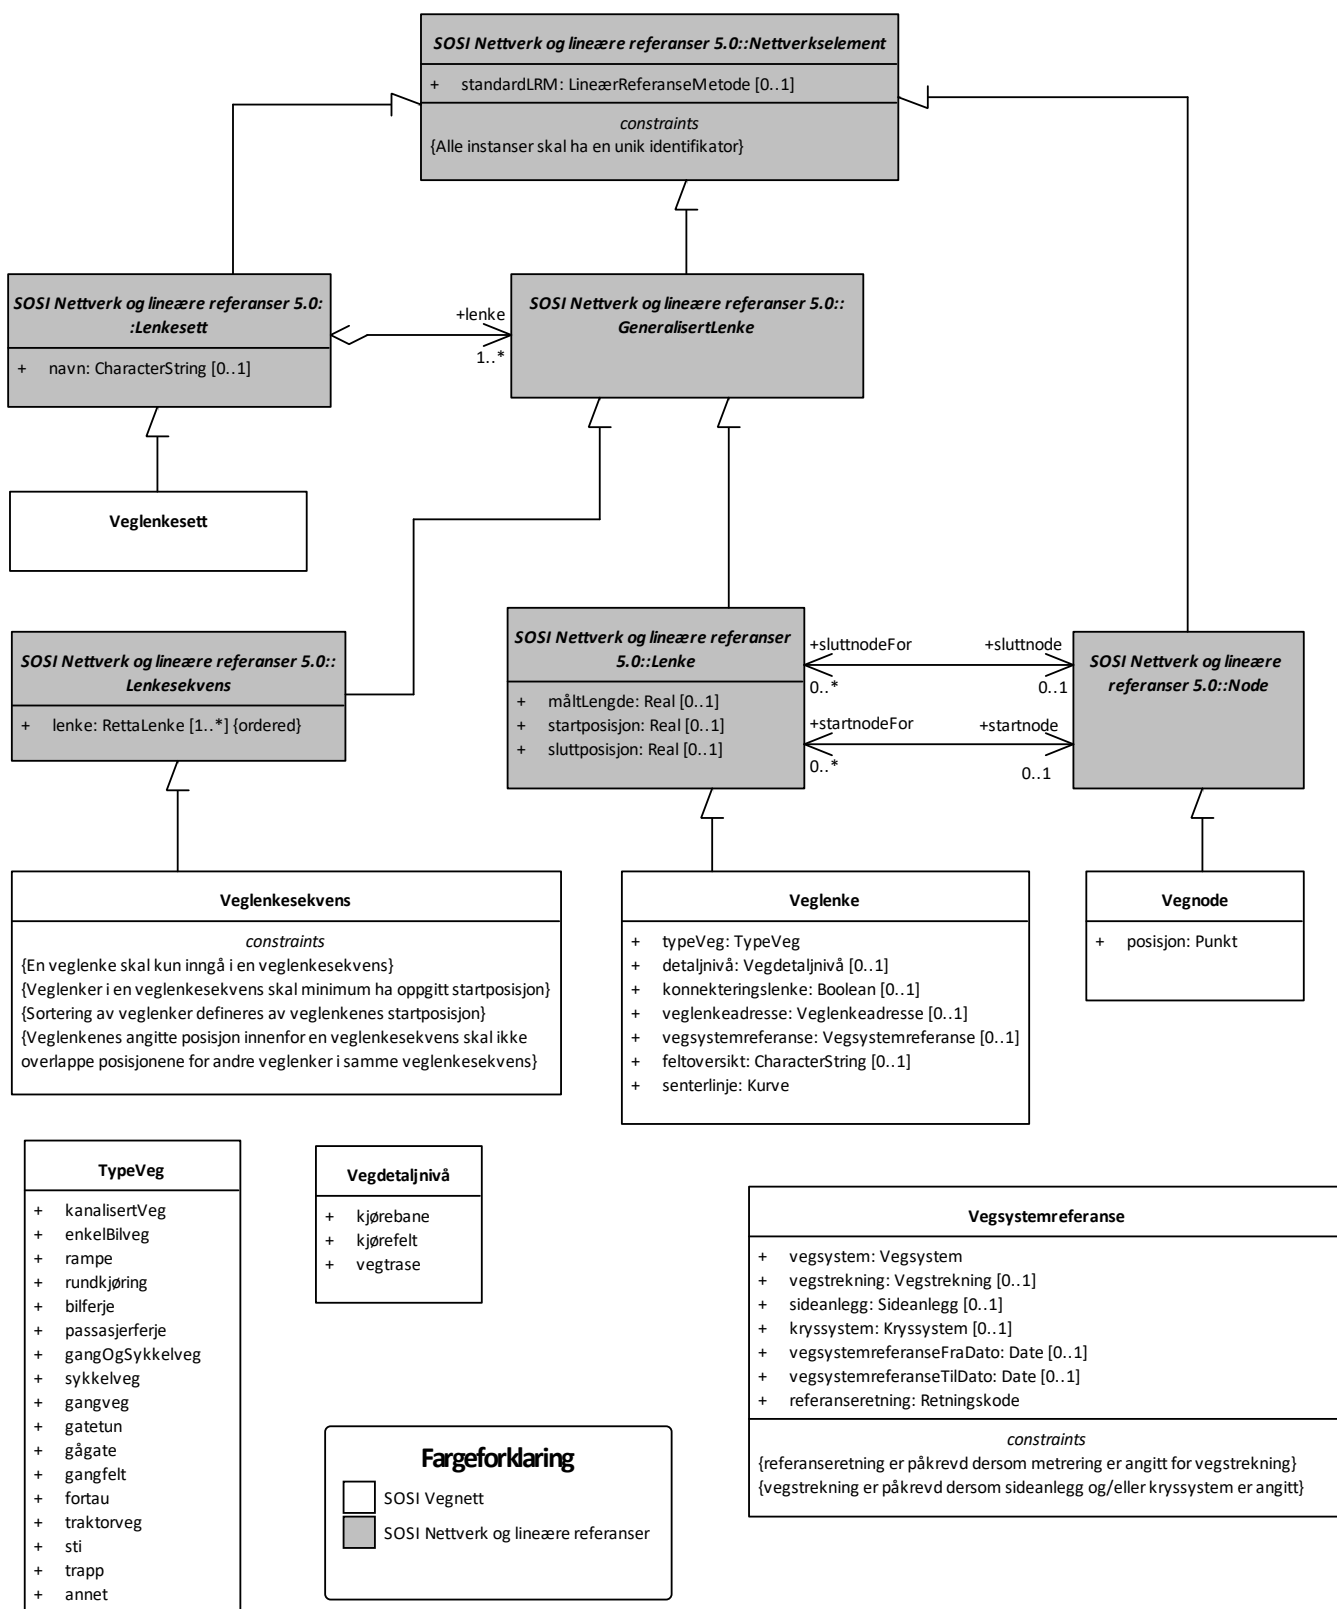 SOSI Nettverk og lineære referanser 5.0::Nettverkselement
+ standardLRM: LineærReferanseMetode [0..1]
constraints
{Alle instanser skal ha en unik identifikator}
SOSI Nettverk og lineære referanser 5.0:
:Lenkesett
+ navn: CharacterString [0..1]
+lenke
1..*
SOSI Nettverk og lineære referanser 5.0::
GeneralisertLenke
Veglenkesett
SOSI Nettverk og lineære referanser 5.0::
Lenkesekvens
+ lenke: RettaLenke [1..*] {ordered}
SOSI Nettverk og lineære referanser
5.0::Lenke
+ måltLengde: Real [0..1]
+ startposisjon: Real [0..1]
+ sluttposisjon: Real [0..1]
+sluttnodeFor
0..*
+sluttnode
0..1
+startnodeFor
0..*
+startnode
0..1
SOSI Nettverk og lineære
referanser 5.0::Node
Veglenkesekvens
constraints
{En veglenke skal kun inngå i en veglenkesekvens}
{Veglenker i en veglenkesekvens skal minimum ha oppgitt startposisjon}
{Sortering av veglenker defineres av veglenkenes startposisjon}
{Veglenkenes angitte posisjon innenfor en veglenkesekvens skal ikke
overlappe posisjonene for andre veglenker i samme veglenkesekvens}
Veglenke
+ typeVeg: TypeVeg
+ detaljnivå: Vegdetaljnivå [0..1]
+ konnekteringslenke: Boolean [0..1]
+ veglenkeadresse: Veglenkeadresse [0..1]
+ vegsystemreferanse: Vegsystemreferanse [0..1]
+ feltoversikt: CharacterString [0..1]
+ senterlinje: Kurve
Vegnode
+ posisjon: Punkt
TypeVeg
+ kanalisertVeg
+ enkelBilveg
+ rampe
+ rundkjøring
+ bilferje
+ passasjerferje
+ gangOgSykkelveg
+ sykkelveg
+ gangveg
+ gatetun
+ gågate
+ gangfelt
+ fortau
+ traktorveg
+ sti
+ trapp
+ annet
Vegdetaljnivå
+ kjørebane
+ kjørefelt
+ vegtrase
Fargeforklaring
SOSI Vegnett
SOSI Nettverk og lineære referanser
Vegsystemreferanse
+ vegsystem: Vegsystem
+ vegstrekning: Vegstrekning [0..1]
+ sideanlegg: Sideanlegg [0..1]
+ kryssystem: Kryssystem [0..1]
+ vegsystemreferanseFraDato: Date [0..1]
+ vegsystemreferanseTilDato: Date [0..1]
+ referanseretning: Retningskode
constraints
{referanseretning er påkrevd dersom metrering er angitt for vegstrekning}
{vegstrekning er påkrevd dersom sideanlegg og/eller kryssystem er angitt}